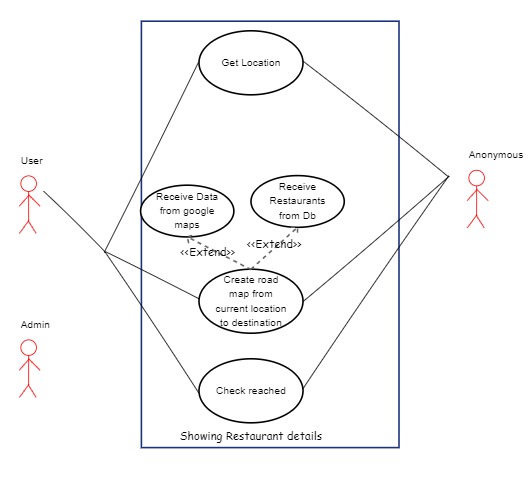 Get Location
User
Anonymous
Receive Data
from google
maps
Receive
Restaurants
from Db
<<Extend>>
<<Extend>>
Create road
map from
current location
to destination
Admin
Check reached
Showing Restaurant details